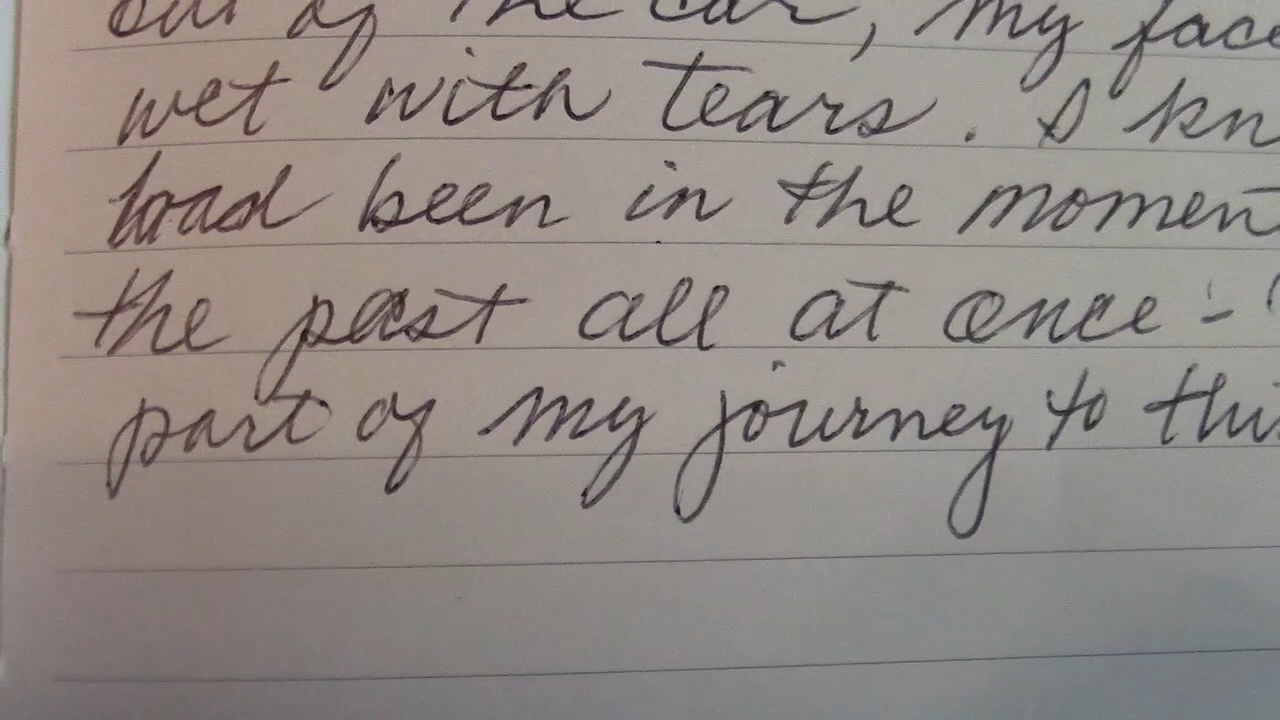 out of the car, my face
wet with tears. I kn
had been in the moment
the past all at once -
part of my journey to this